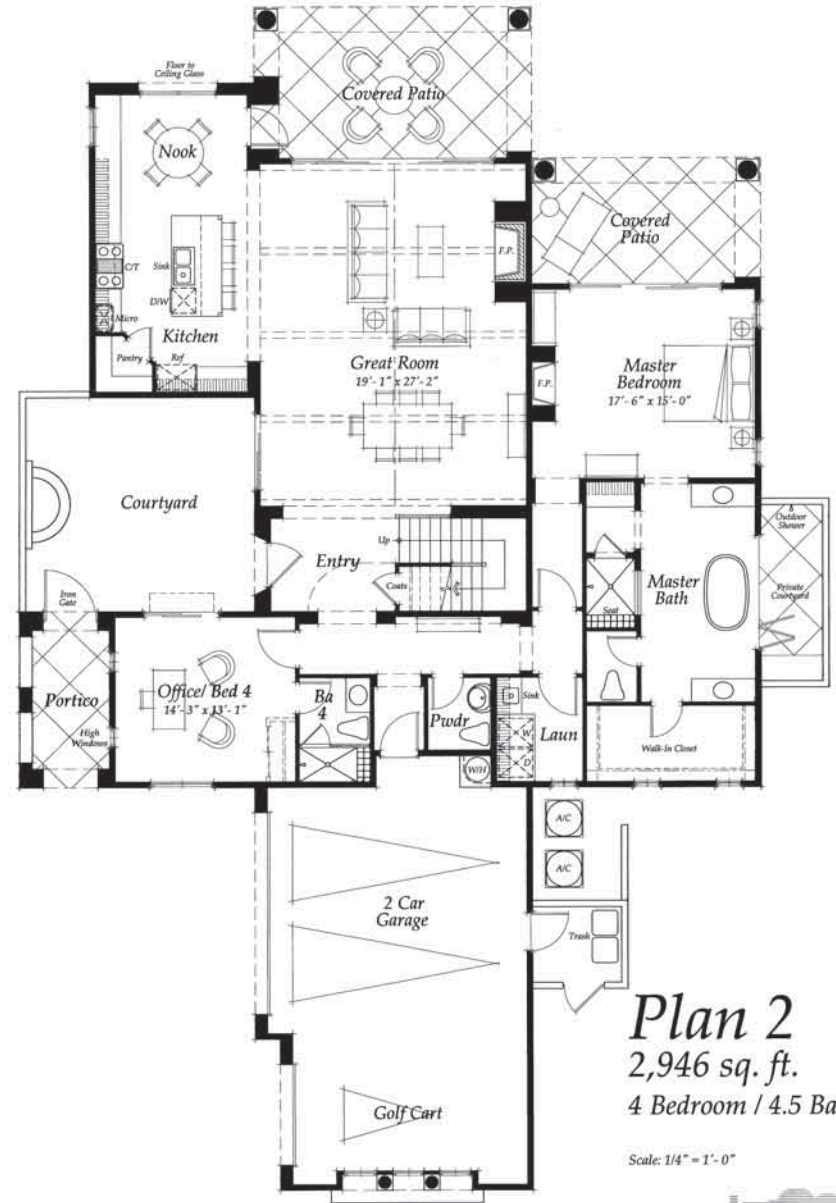 Floor to
Ceiling Glass
Covered Patio
Nook
Covered
Patio
C/T
Sink
F.P.
D/W
Micro
Kitchen
Pantry
Ref
Great Room
19'- 1" x 27'- 2"
F.P.
Master
Bedroom
17'- 6" x 15'- 0"
Courtyard
Outdoor
Shower
Up
Entry
Coats
Iron
Gate
Seat
Master
Bath
Private
Courtyard
Portico
High
Windows
Office/ Bed 4
14'- 3" x 13'- 1"
Ba
4
Pwdr
Sink
W
D
Laun
Walk-In Closet
W/H
A/C
A/C
2 Car
Garage
Trash
Golf Cart
Plan 2
2,946 sq. ft.
4 Bedroom / 4.5 Ba
Scale: 1/4" = 1'- 0"